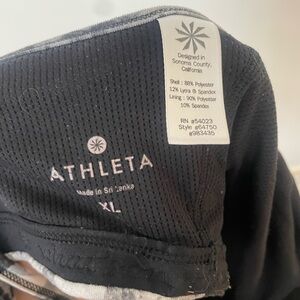 Designed in
Sonoma County,
California
Shell : 88% Polyester
12% Lycra ® Spandex
Lining : 90% Polyester
10% Spandex
RN #54023
Style #64750
#983435
ATHLETA
Made in Sri Lanka
XL